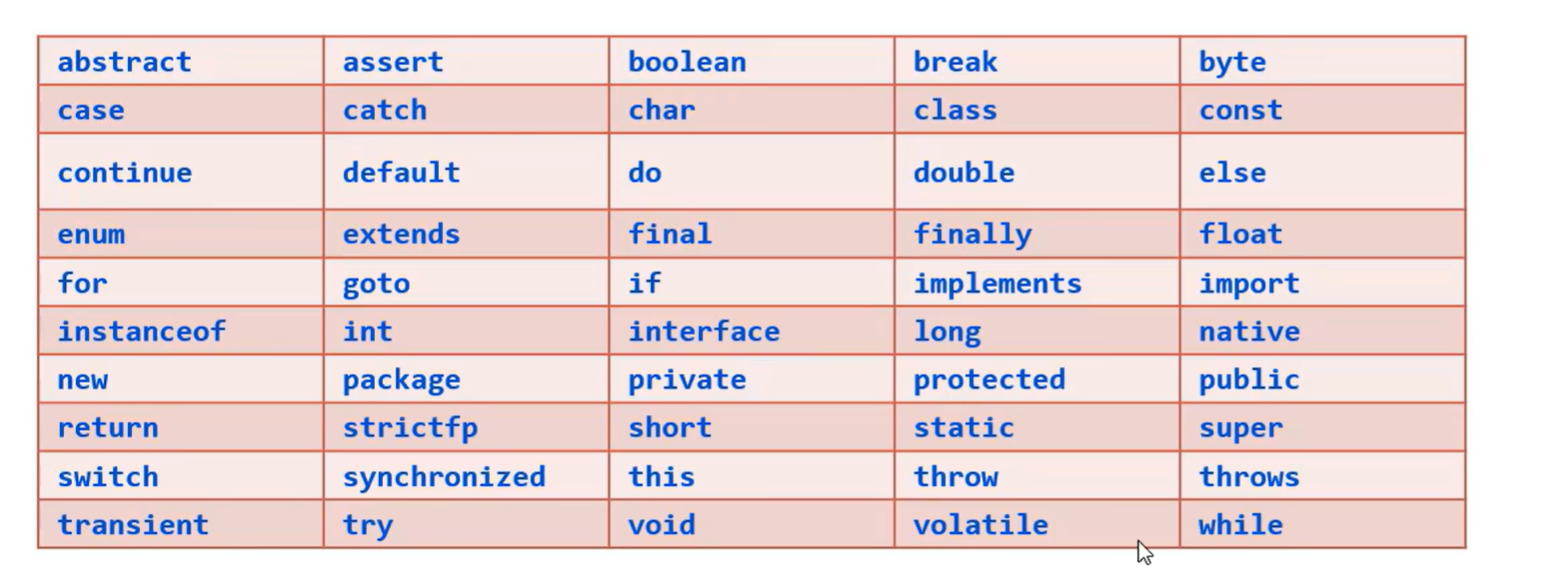 abstract assert boolean break byte
case catch char class const
continue default do double else
enum extends final finally float
for goto if implements import
instanceof int interface long native
new package private protected public
return strictfp short static super
switch synchronized this throw throws
transient try void volatile while